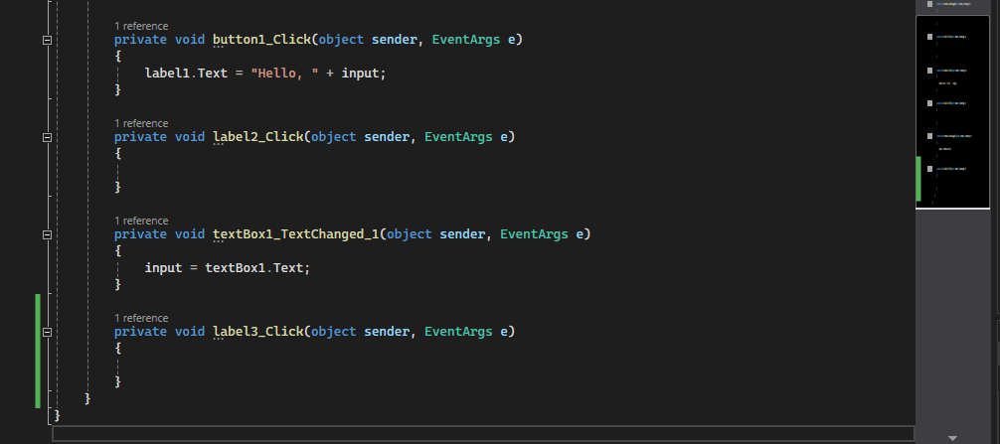 1 reference
private void button1_Click(object sender, EventArgs e)
{
label1.Text = "Hello, " + input;
}
1 reference
private void label2_Click(object sender, EventArgs e)
{
}
1 reference
private void textBox1_TextChanged_1(object sender, EventArgs e)
{
input = textBox1.Text;
}
1 reference
private void label3_Click(object sender, EventArgs e)
{
}
}
}